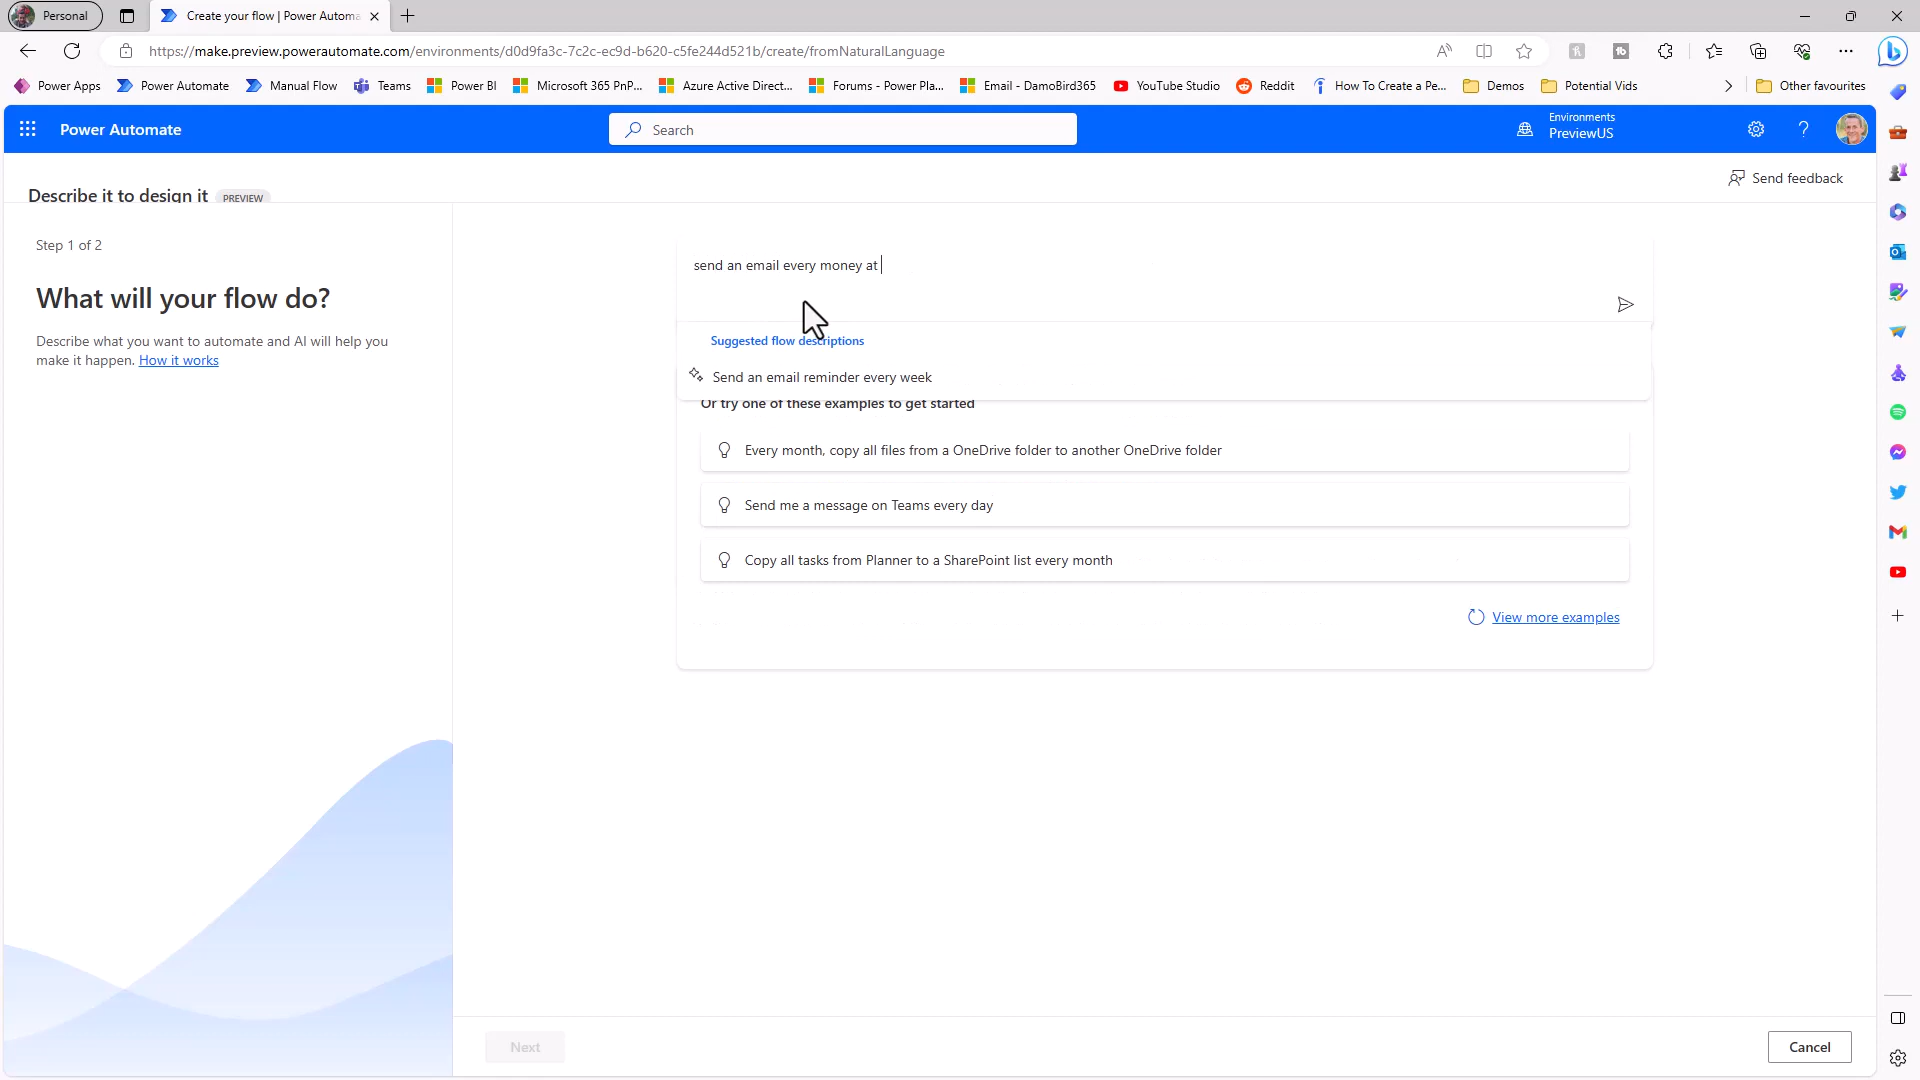 Personal
Create your flow | Power Automa
https://make.preview.powerautomate.com/environments/d0d9fa3c-7c2c-ec9d-b620-c5fe244d521b/create/fromNaturalLanguage
Power Apps Power Automate Manual Flow Teams Power BI Microsoft 365 PnP... Azure Active Direct... Forums - Power Pla... Email - DamoBird365 YouTube Studio Reddit How To Create a Pe... Demos Potential Vids Other favourites
Power Automate
Search
Environments
PreviewUS
Describe it to design it PREVIEW
Send feedback
Step 1 of 2
What will your flow do?
Describe what you want to automate and AI will help you
make it happen. How it works
send an email every money at
Suggested flow descriptions
Send an email reminder every week
Or try one of these examples to get started
Every month, copy all files from a OneDrive folder to another OneDrive folder
Send me a message on Teams every day
Copy all tasks from Planner to a SharePoint list every month
View more examples
Next
Cancel